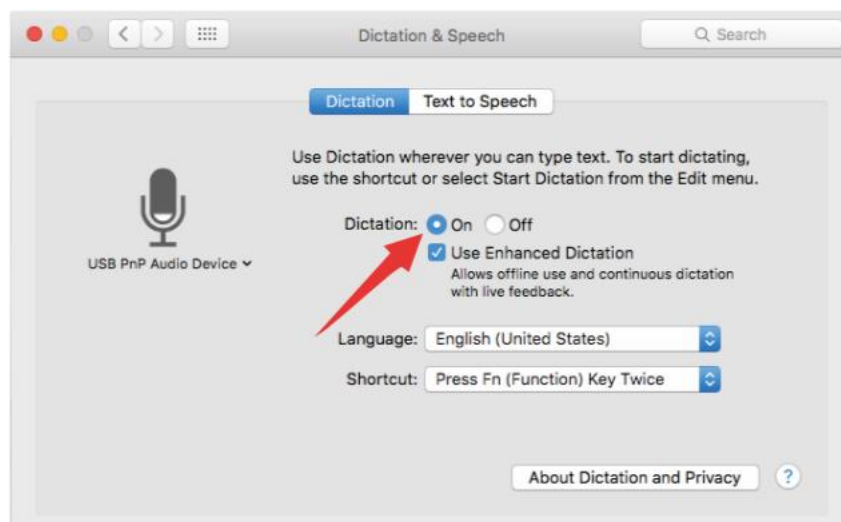 Dictation & Speech
Search
Dictation
Text to Speech
Use Dictation wherever you can type text. To start dictating,
use the shortcut or select Start Dictation from the Edit menu.
Dictation:
On
Off
USB PnP Audio Device
Use Enhanced Dictation
Allows offline use and continuous dictation
with live feedback.
Language: English (United States)
Shortcut: Press Fn (Function) Key Twice
About Dictation and Privacy
?